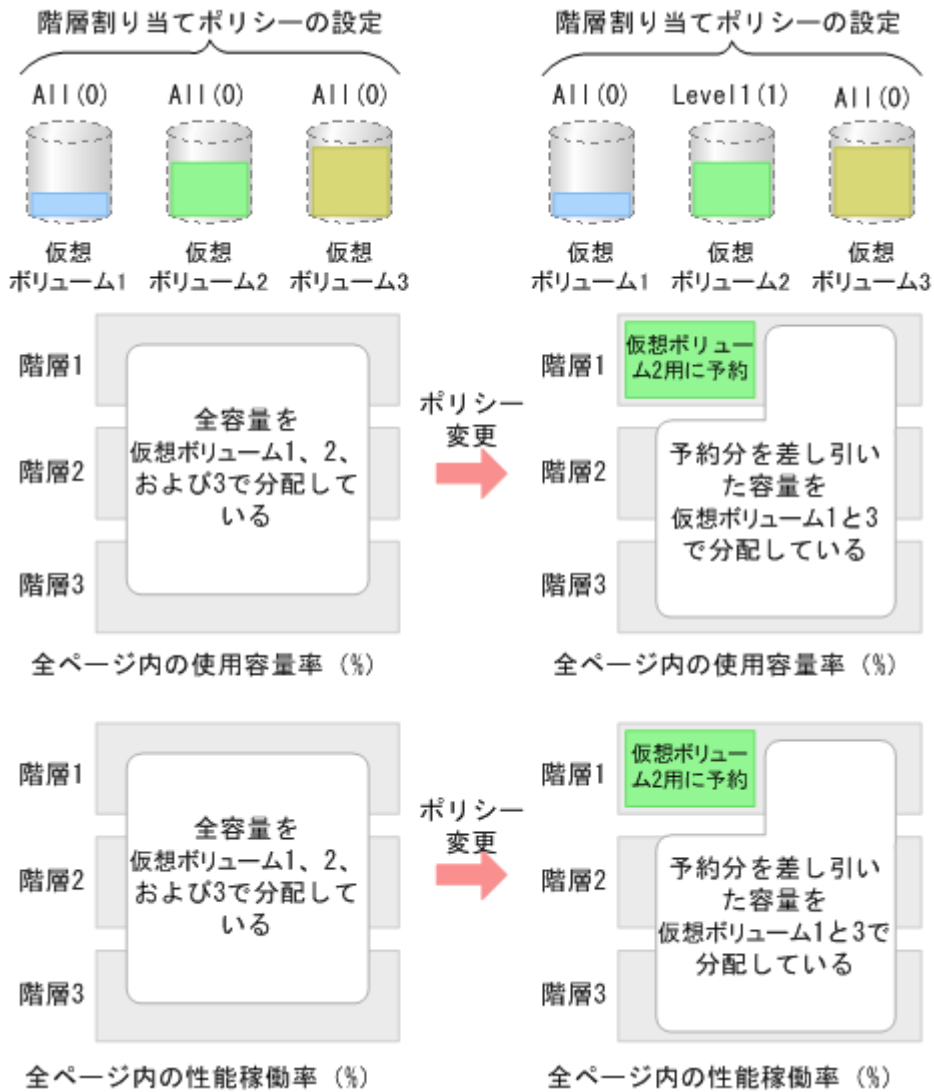 階層割り当てポリシーの設定
All(0) All(0) All(0)
仮想
ボリューム1
仮想
ボリューム2
仮想
ボリューム3
階層1
階層2
階層3
全容量を
仮想ボリューム1、2、
および3で分配して
いる
全ページ内の使用容量率 (%)
ポリシー
変更
階層割り当てポリシーの設定
All(0) Level1(1) All(0)
仮想
ボリューム1
仮想
ボリューム2
仮想
ボリューム3
階層1
階層2
階層3
仮想ボリュー
ム2用に予約
予約分を差し引い
た容量を
仮想ボリューム1と3
で分配している
全ページ内の使用容量率 (%)
階層1
階層2
階層3
全容量を
仮想ボリューム1、2、
および3で分配して
いる
全ページ内の性能稼働率 (%)
ポリシー
変更
階層1
階層2
階層3
仮想ボリュー
ム2用に予約
予約分を差し引い
た容量を
仮想ボリューム1と3で
分配している
全ページ内の性能稼働率 (%)